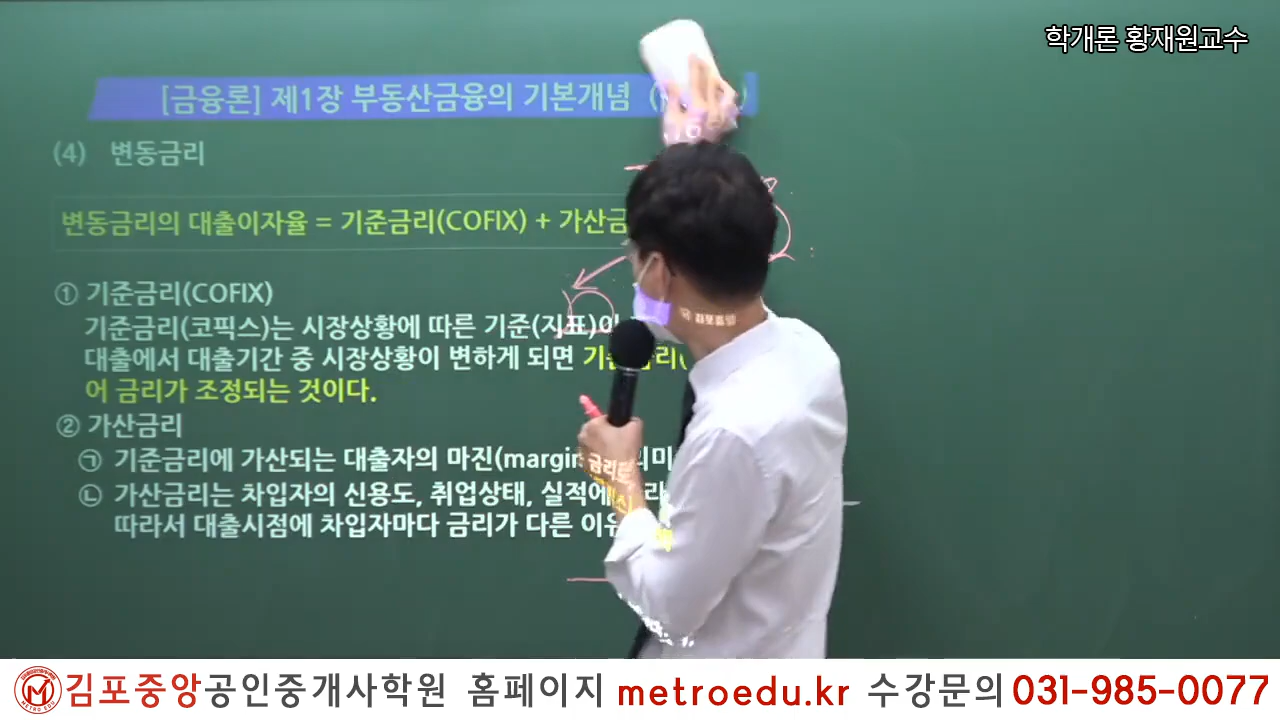 학개론 황재원교수
[금융론] 제1장 부동산금융의 기본개념
(4) 변동금리
변동금리의 대출이자율 = 기준금리(COFIX) + 가산금
① 기준금리(COFIX)
기준금리(코픽스)는 시장상황에 따른 기준(지표)이
대출에서 대출기간 중 시장상황이 변하게 되면 기준금리(
어 금리가 조정되는 것이다.
② 가산금리
㉠ 기준금리에 가산되는 대출자의 마진(margin 의미
㉡ 가산금리는 차입자의 신용도, 취업상태, 실적에 라
따라서 대출시점에 차입자마다 금리가 다른 이유
김포중앙공인중개사학원 홈페이지 metroedu.kr 수강문의 031-985-0077